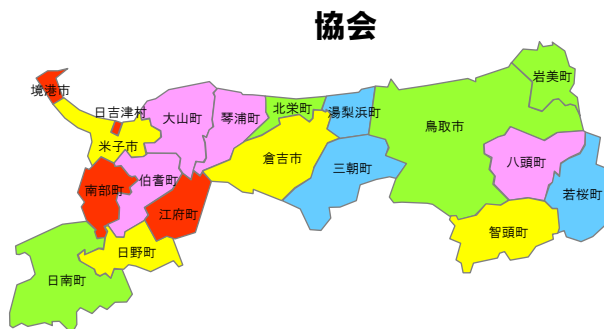 協会
岩美町
境港市
日吉津村
大山町
琴浦町
北栄町
湯梨浜町
鳥取市
米子市
倉吉市
三朝町
八頭町
南部町
伯耆町
若桜町
江府町
智頭町
日野町
日南町